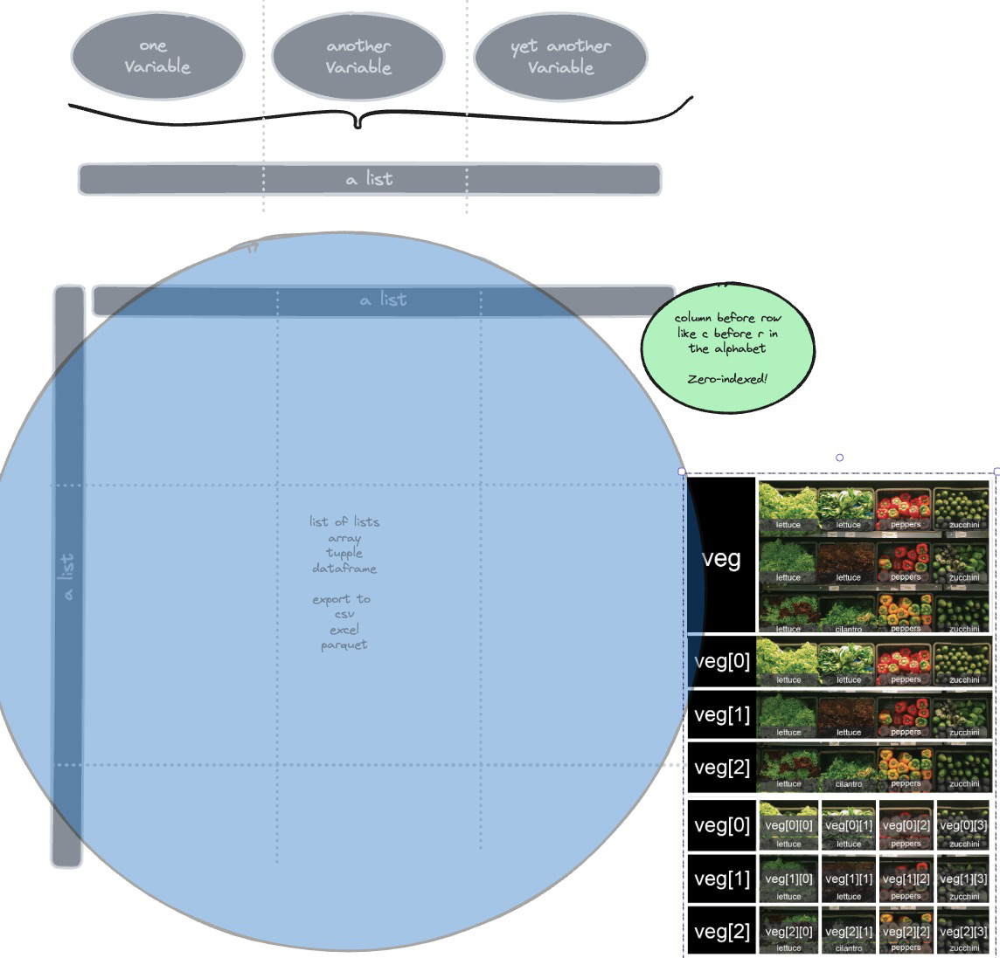 one
Variable
another
Variable
yet another
Variable
a list
a list
column before row
like c before r in
the alphabet
Zero-indexed!
a list
list of lists
array
tupple
dataframe
export to
csv
excel
parquet
veg
lettuce lettuce peppers zucchini
lettuce lettuce peppers zucchini
lettuce cilantro peppers zucchini
veg[0]
lettuce lettuce peppers zucchini
veg[1]
lettuce lettuce peppers zucchini
veg[2]
lettuce cilantro peppers zucchini
veg[0] veg[0][0] veg[0][1] veg[0][2] veg[0][3]
lettuce lettuce peppers zucchini
veg[1] veg[1][0] veg[1][1] veg[1][2] veg[1][3]
lettuce lettuce peppers zucchini
veg[2] veg[2][0] veg[2][1] veg[2][2] veg[2][3]
lettuce cilantro peppers zucchini